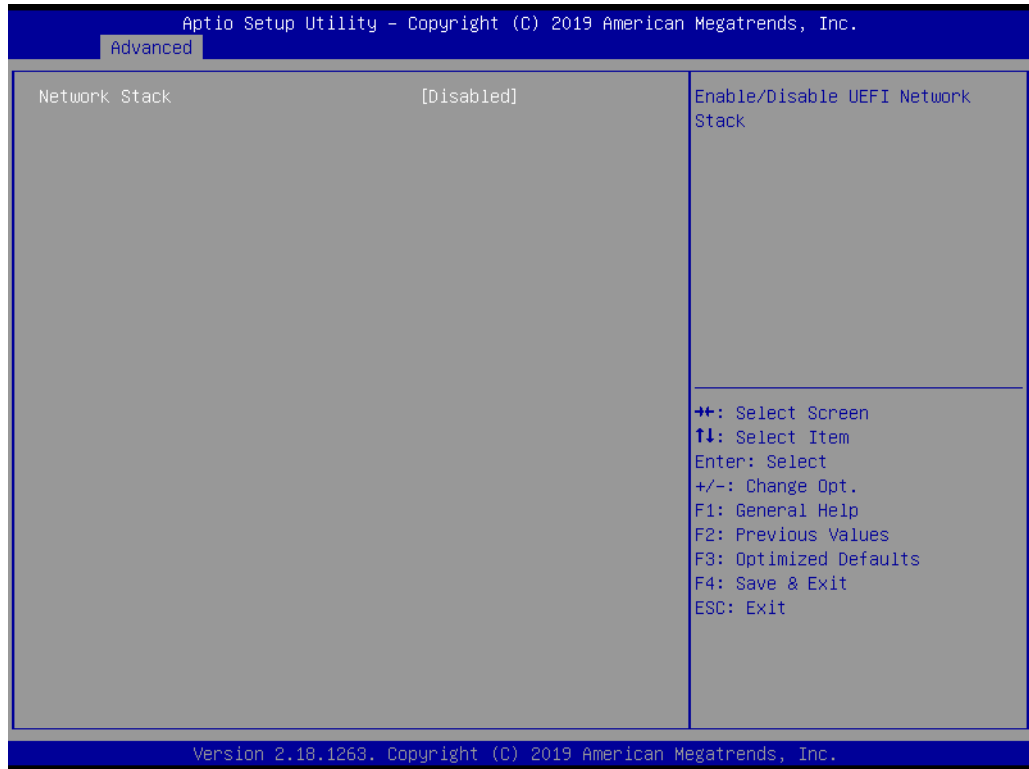 Aptio Setup Utility – Copyright (C) 2019 American Megatrends, Inc.
Advanced
Network Stack [Disabled]
Enable/Disable UEFI Network
Stack
→←: Select Screen
↑↓: Select Item
Enter: Select
+/-: Change Opt.
F1: General Help
F2: Previous Values
F3: Optimized Defaults
F4: Save & Exit
ESC: Exit
Version 2.18.1263. Copyright (C) 2019 American Megatrends, Inc.